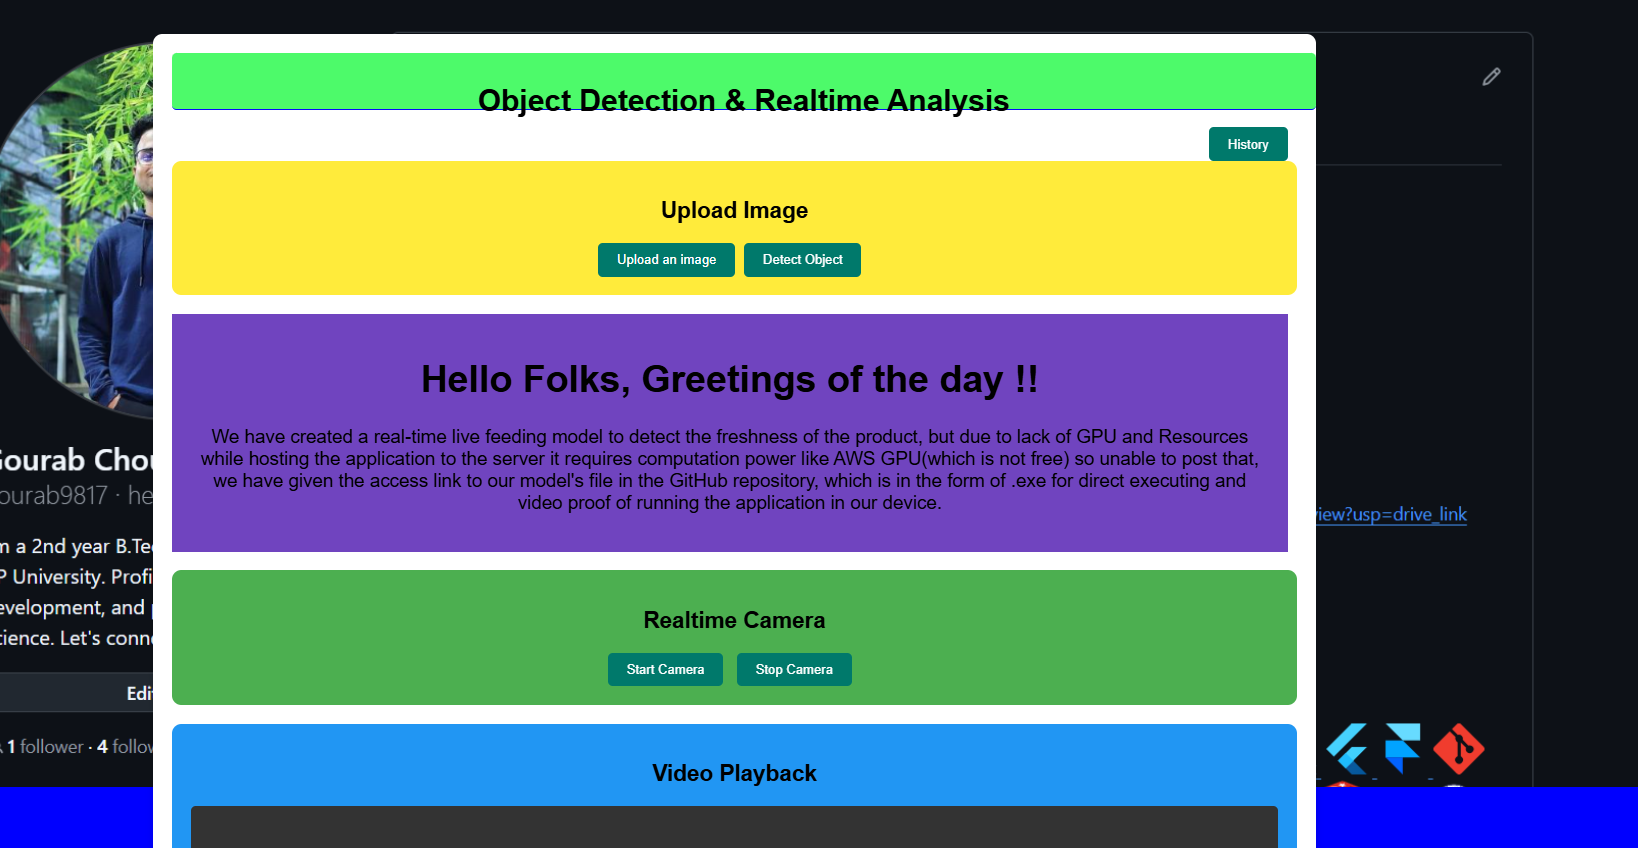 Object Detection & Realtime Analysis
History
Upload Image
Upload an image
Detect Object
Hello Folks, Greetings of the day !!
We have created a real-time live feeding model to detect the freshness of the product, but due to lack of GPU and Resources
while hosting the application to the server it requires computation power like AWS GPU(which is not free) so unable to post that,
we have given the access link to our model's file in the GitHub repository, which is in the form of .exe for direct executing and
video proof of running the application in our device.
Realtime Camera
Start Camera
Stop Camera
Video Playback
ourab Chou
ourab9817 · he
m a 2nd year B.Te
P University. Profi
evelopment, and p
cience. Let's conn
Edi
1 follower · 4 follow
view?usp=drive_link